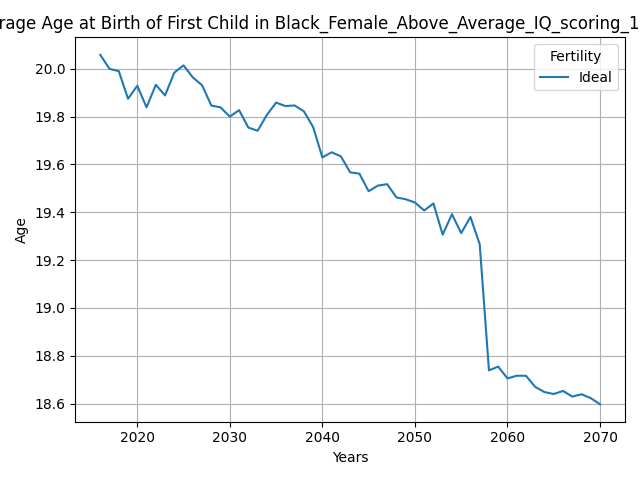 rage Age at Birth of First Child in Black_Female_Above_Average_IQ_scoring_1
Fertility
Ideal
Age
20.0
19.8
19.6
19.4
19.2
19.0
18.8
18.6
2020 2030 2040 2050 2060 2070
Years